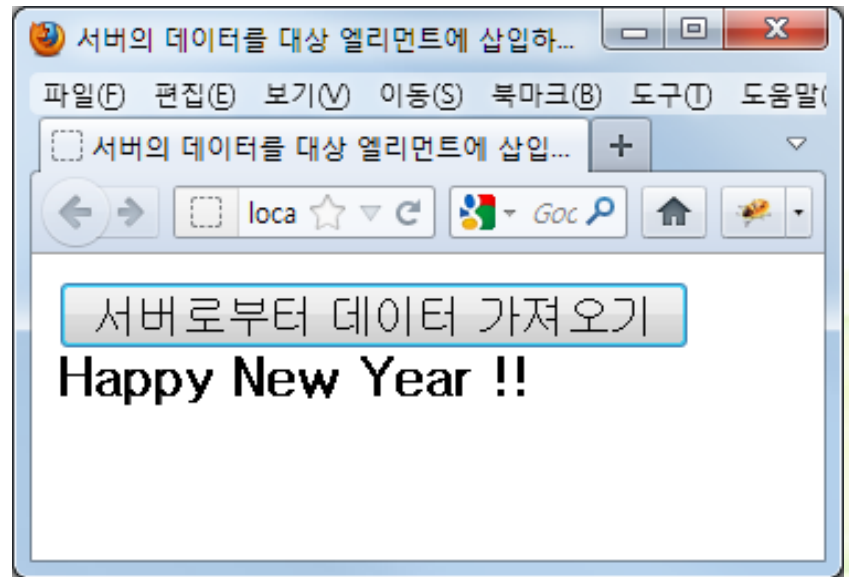 서버의 데이터를 대상 엘리먼트에 삽입하...
파일(F) 편집(E) 보기(V) 이동(S) 북마크(B) 도구(T) 도움말(
서버의 데이터를 대상 엘리먼트에 삽입...
loca Goc
서버로부터 데이터 가져오기
Happy New Year !!